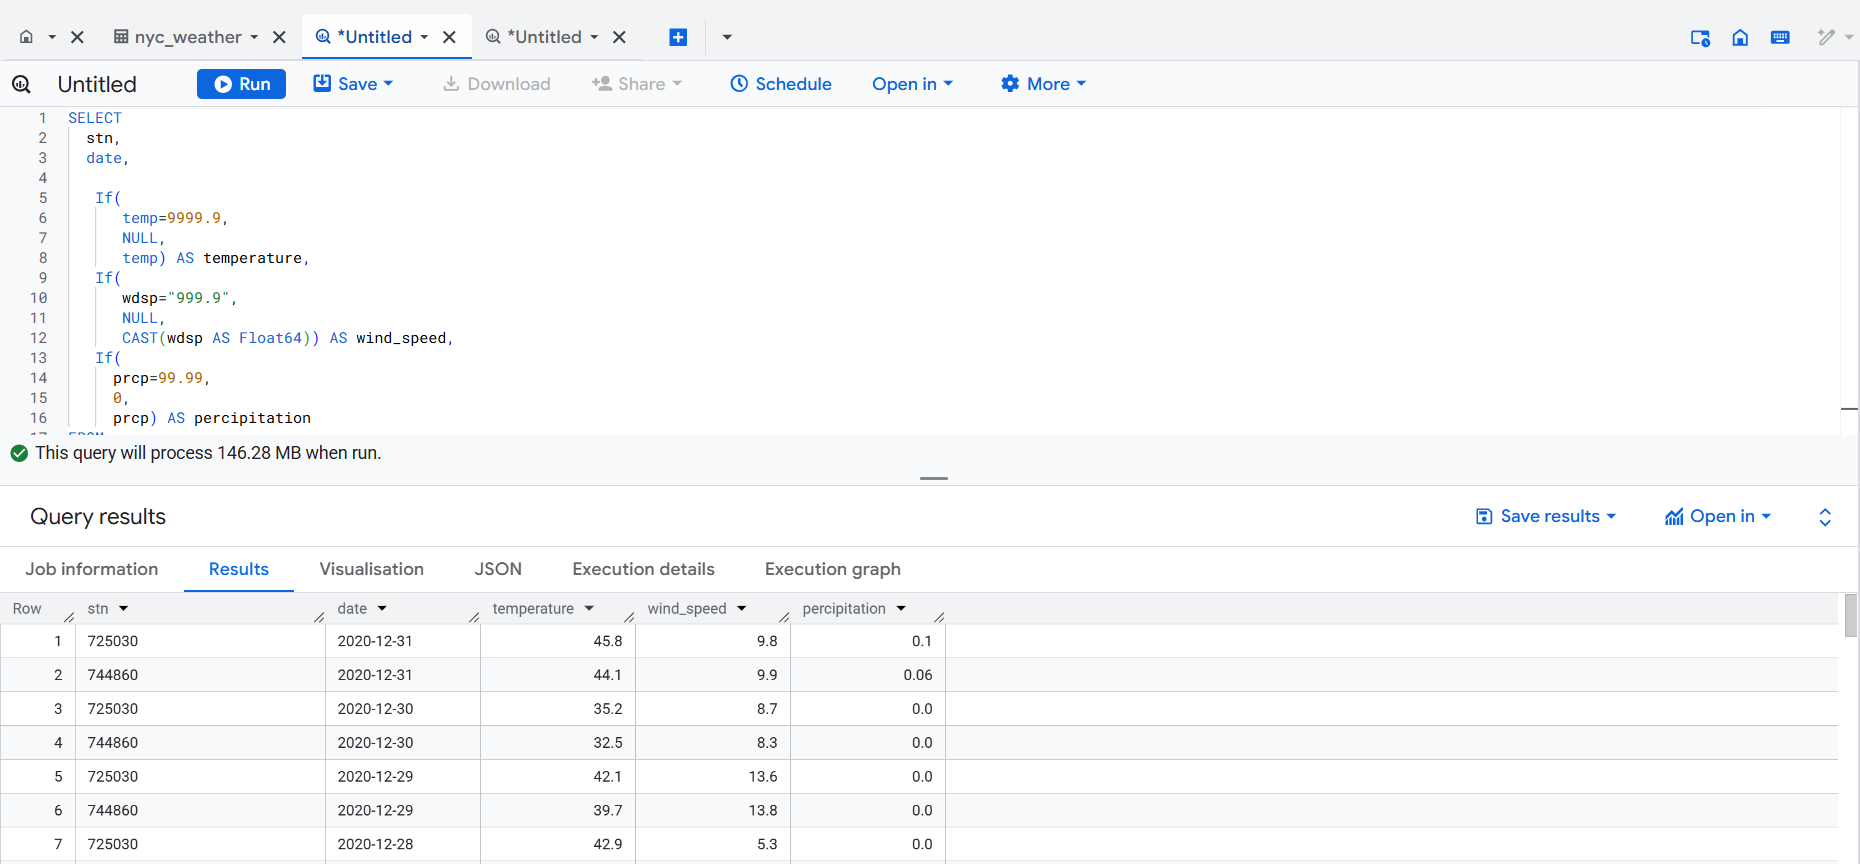 nyc_weather *Untitled *Untitled
Untitled Run Save Download Share Schedule Open in More
1 SELECT
2 stn,
3 date,
4
5 If(
6 temp=9999.9,
7 NULL,
8 temp) AS temperature,
9 If(
10 wdsp="999.9",
11 NULL,
12 CAST(wdsp AS Float64)) AS wind_speed,
13 If(
14 prcp=99.99,
15 0,
16 prcp) AS percipitation
17 FROM
This query will process 146.28 MB when run.
Query results Save results Open in
Job information Results Visualisation JSON Execution details Execution graph
Row stn date temperature wind_speed percipitation
1 725030 2020-12-31 45.8 9.8 0.1
2 744860 2020-12-31 44.1 9.9 0.06
3 725030 2020-12-30 35.2 8.7 0.0
4 744860 2020-12-30 32.5 8.3 0.0
5 725030 2020-12-29 42.1 13.6 0.0
6 744860 2020-12-29 39.7 13.8 0.0
7 725030 2020-12-28 42.9 5.3 0.0